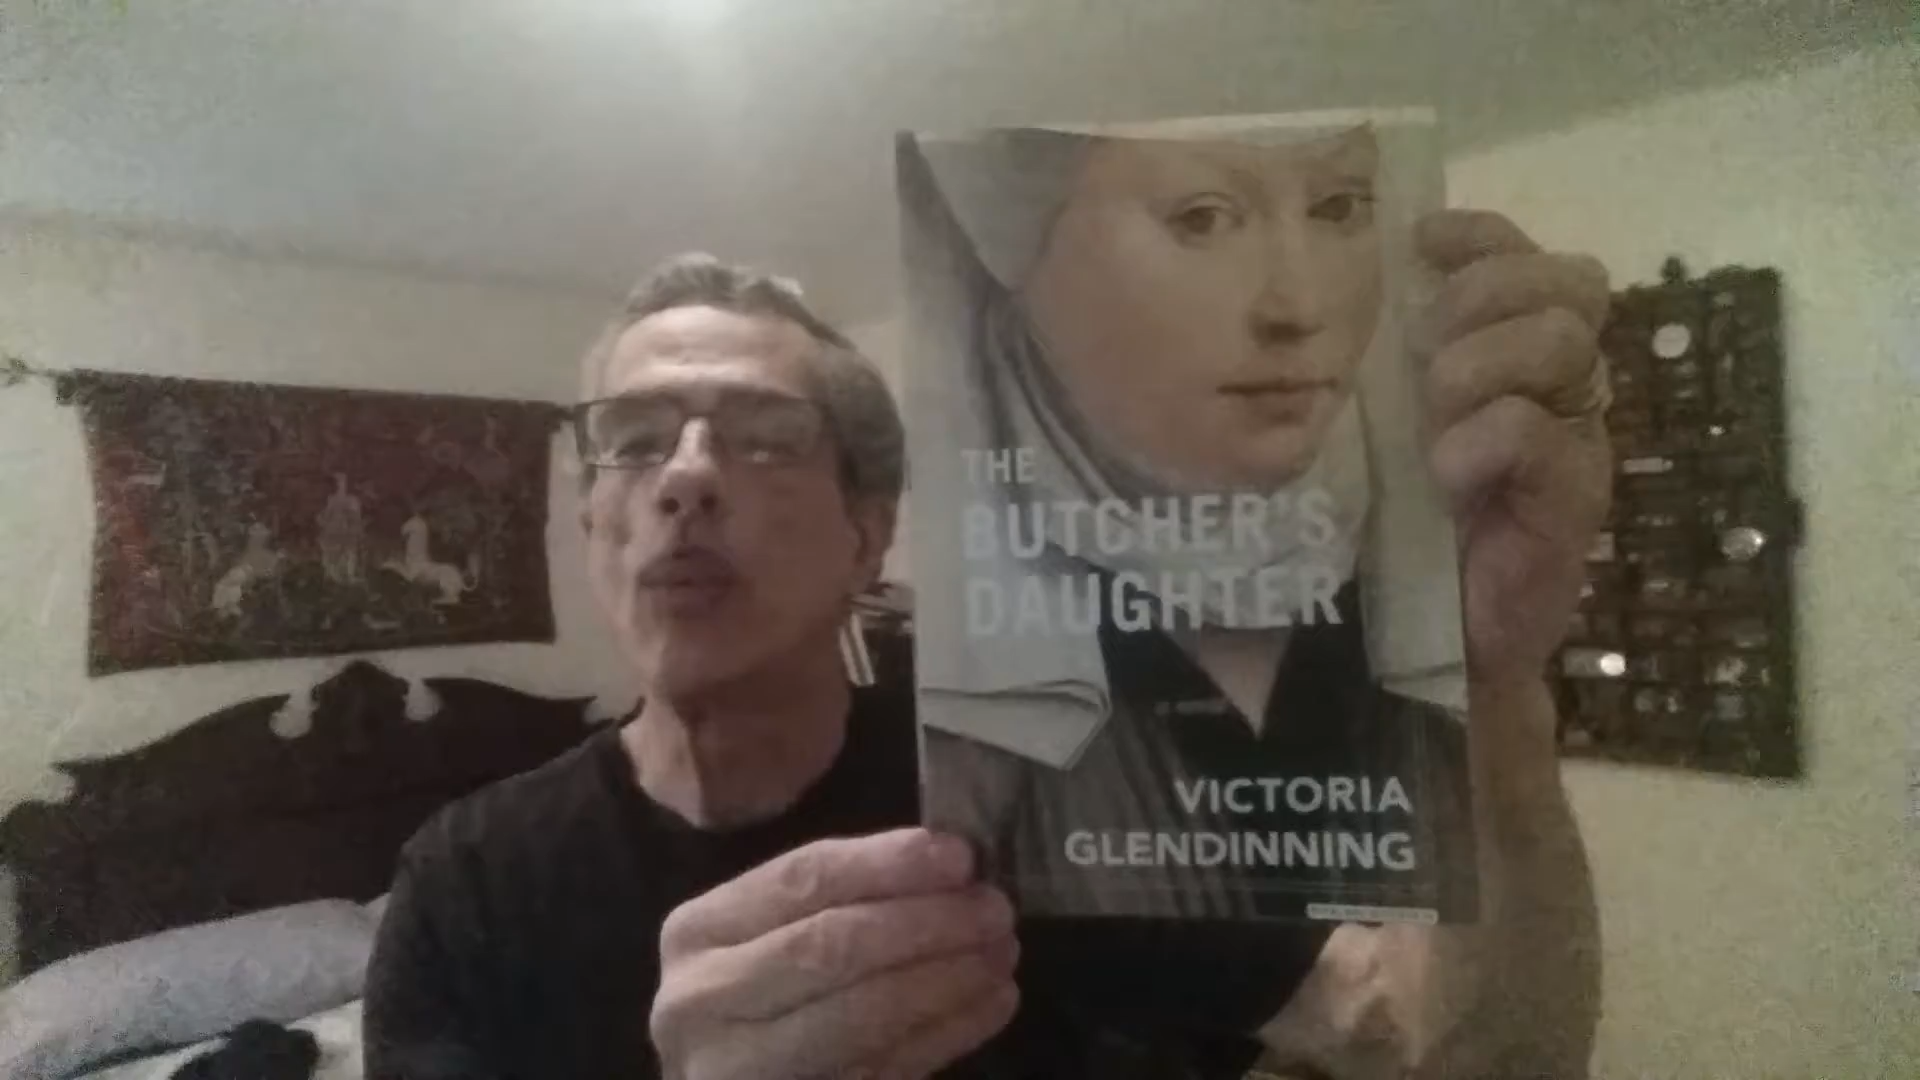 THE
BUTCHER'S
DAUGHTER
VICTORIA
GLENDINNING